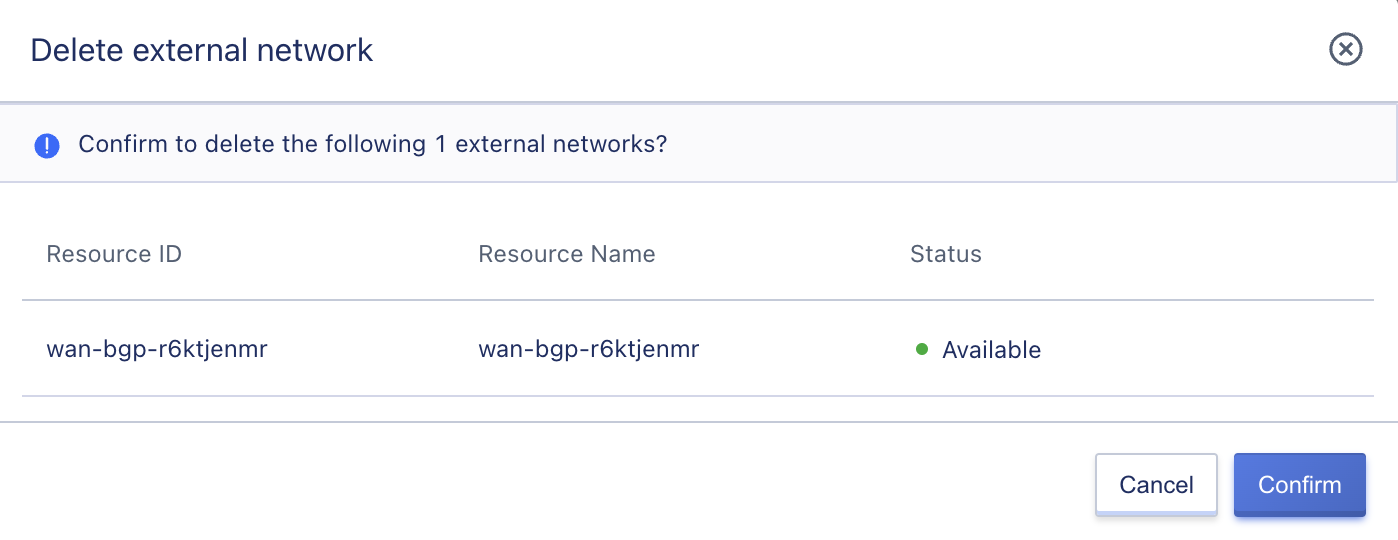 Delete external network
Confirm to delete the following 1 external networks?
Resource ID Resource Name Status
wan-bgp-r6ktjenmr wan-bgp-r6ktjenmr Available
Cancel Confirm